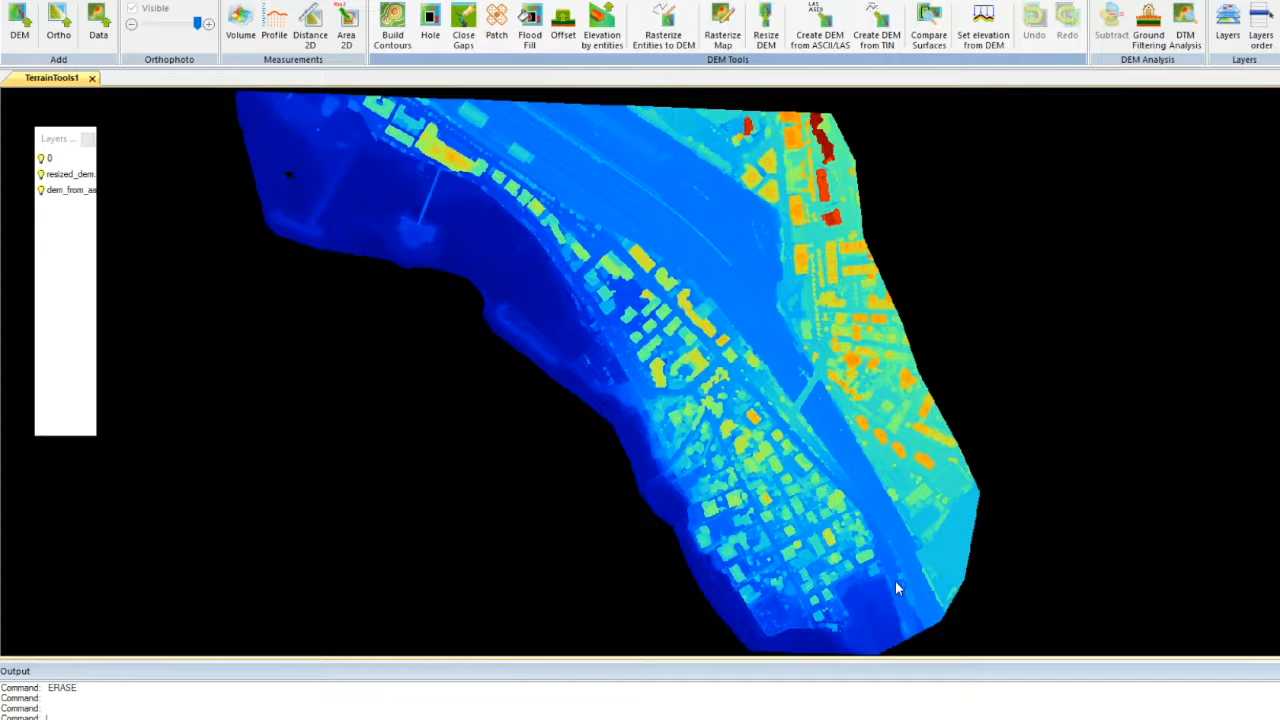 Visible
DEM Ortho Data
Volume Profile Distance 2D Area 2D
Build Contours Hole Close Gaps Patch Flood Fill Offset Elevation by entities Rasterize Entities to DEM Rasterize Map Resize DEM Create DEM from ASCII/LAS Create DEM from TIN Compare Surfaces Set elevation from DEM
Undo Redo Subtract Ground Filtering DTM Analysis Layers Layers order
Add Orthophoto Measurements DEM Tools DEM Analysis Layers
TerrainTools1
Layers ...
0
resized_dem.
dem_from_as
Output
Command: ERASE
Command:
Command:
Command: